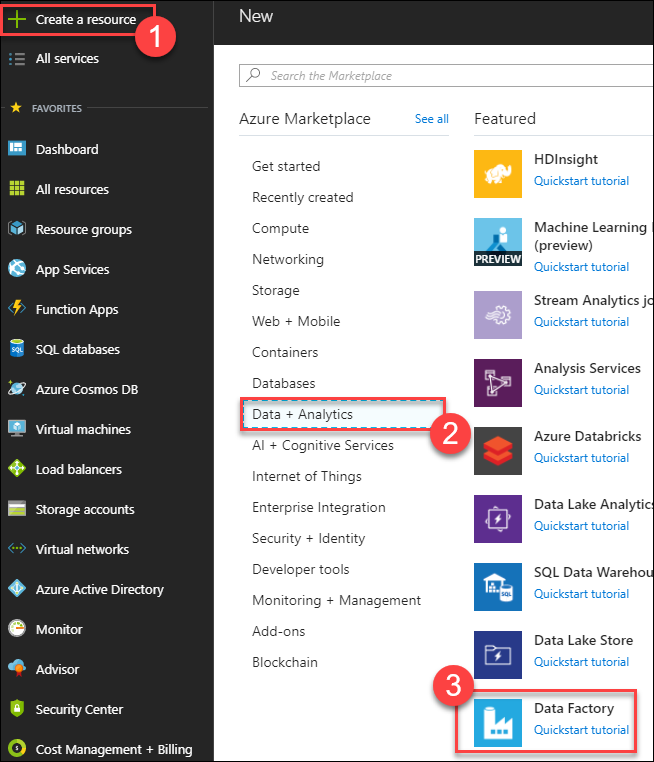 Create a resource
1
All services
FAVORITES
Dashboard
All resources
Resource groups
App Services
Function Apps
SQL databases
Azure Cosmos DB
Virtual machines
Load balancers
Storage accounts
Virtual networks
Azure Active Directory
Monitor
Advisor
Security Center
Cost Management + Billing
New
Search the Marketplace
Azure Marketplace
See all
Get started
Recently created
Compute
Networking
Storage
Web + Mobile
Containers
Databases
Data + Analytics
2
AI + Cognitive Services
Internet of Things
Enterprise Integration
Security + Identity
Developer tools
Monitoring + Management
Add-ons
Blockchain
Featured
HDInsight
Quickstart tutorial
PREVIEW
Machine Learning
(preview)
Quickstart tutorial
Stream Analytics jo
Quickstart tutorial
Analysis Services
Quickstart tutorial
Azure Databricks
Quickstart tutorial
Data Lake Analytics
Quickstart tutorial
SQL
SQL Data Warehou
Quickstart tutorial
Data Lake Store
Quickstart tutorial
3
Data Factory
Quickstart tutorial